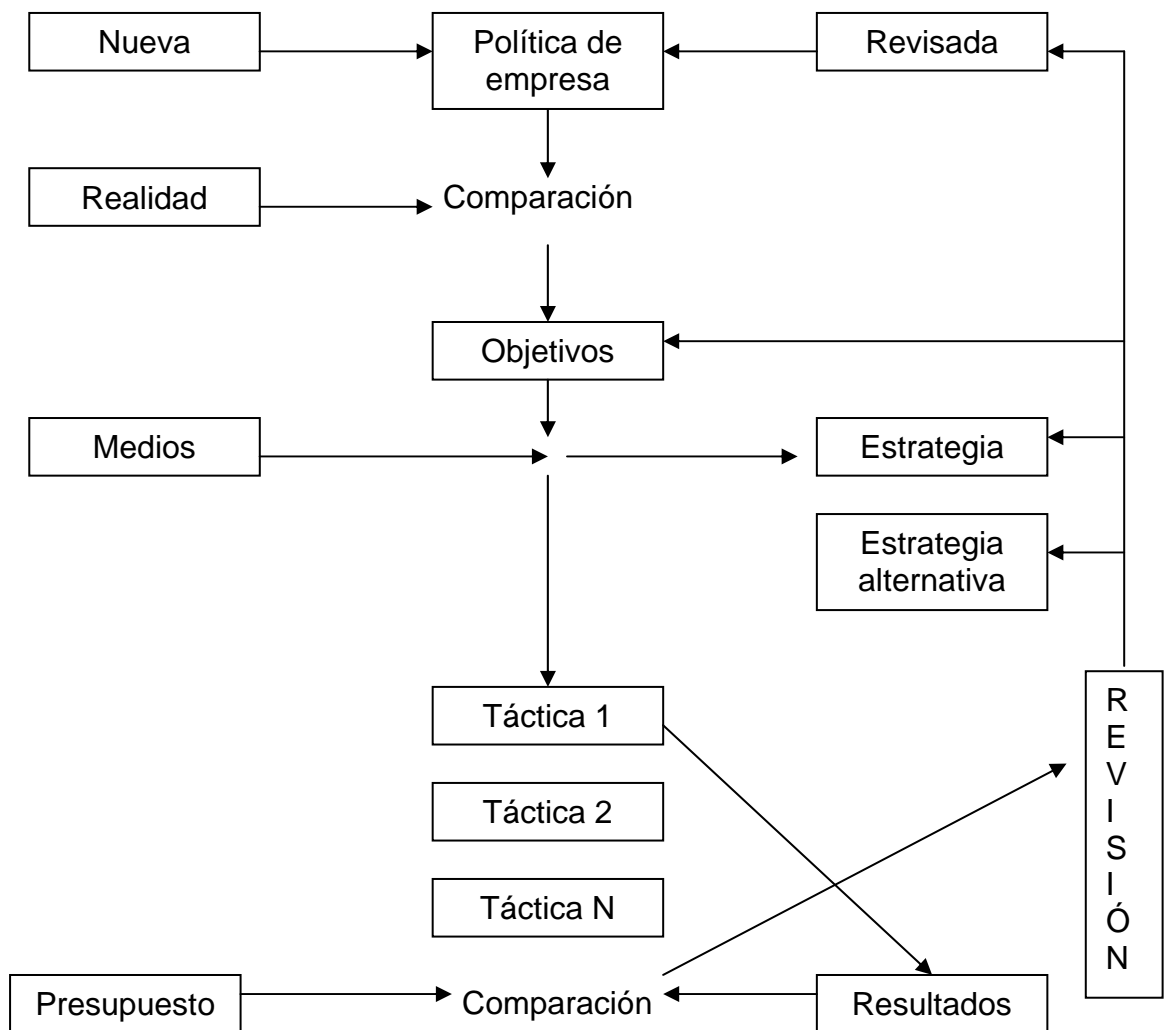 Nueva
Política de
empresa
Revisada
Realidad
Comparación
Objetivos
Medios
Estrategia
Estrategia
alternativa
Táctica 1
Táctica 2
Táctica N
R
E
V
I
S
I
Ó
N
Presupuesto
Comparación
Resultados